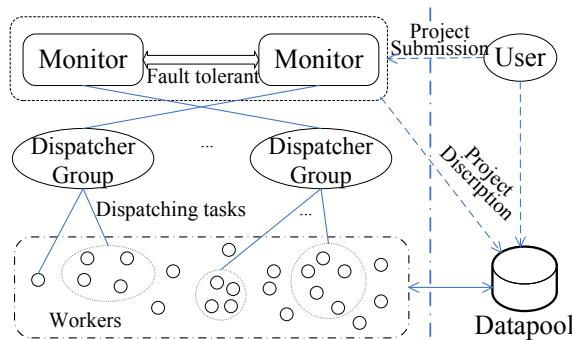 Project
Submission
Monitor
Monitor
User
Fault tolerant
...
Dispatcher
Group
Dispatcher
Group
Project
Discription
Dispatching tasks
...
Workers
Datapool